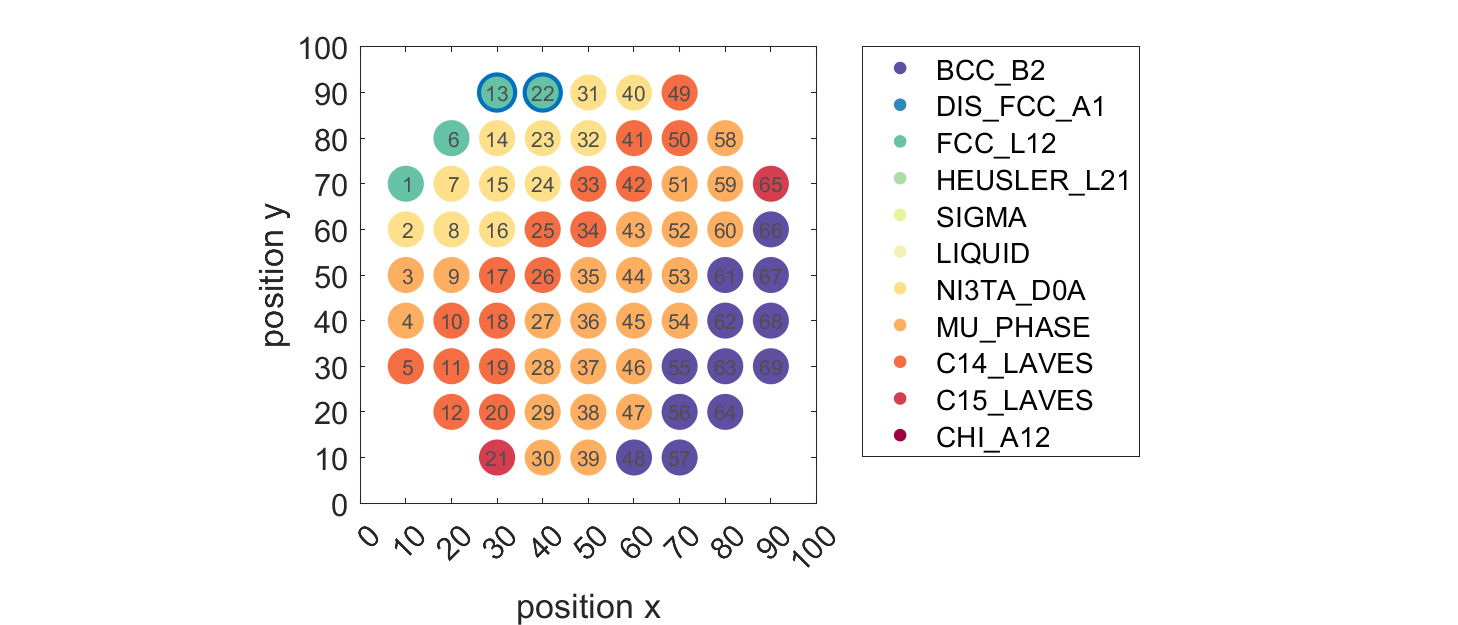 100
90
80
70
60
50
40
30
20
10
0
position y
13 22 31 40 49
6 14 23 32 41 50 58
1 7 15 24 33 42 51 59 65
2 8 16 25 34 43 52 60 66
3 9 17 26 35 44 53 61 67
4 10 18 27 36 45 54 62 68
5 11 19 28 37 46 55 63 69
12 20 29 38 47 56 64
21 30 39 48 57
0 10 20 30 40 50 60 70 80 90 100
position x
BCC_B2
DIS_FCC_A1
FCC_L12
HEUSLER_L21
SIGMA
LIQUID
NI3TA_D0A
MU_PHASE
C14_LAVES
C15_LAVES
CHI_A12